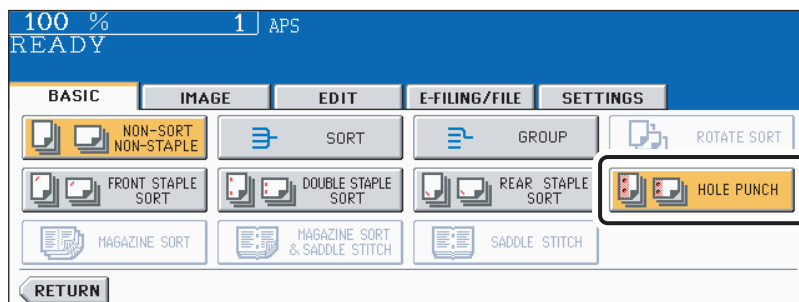 100 % 1 APS
READY
BASIC IMAGE EDIT E-FILING/FILE SETTINGS
NON-SORT
NON-STAPLE
SORT
GROUP
ROTATE SORT
FRONT STAPLE
SORT
DOUBLE STAPLE
SORT
REAR STAPLE
SORT
HOLE PUNCH
MAGAZINE SORT
MAGAZINE SORT
& SADDLE STITCH
SADDLE STITCH
RETURN